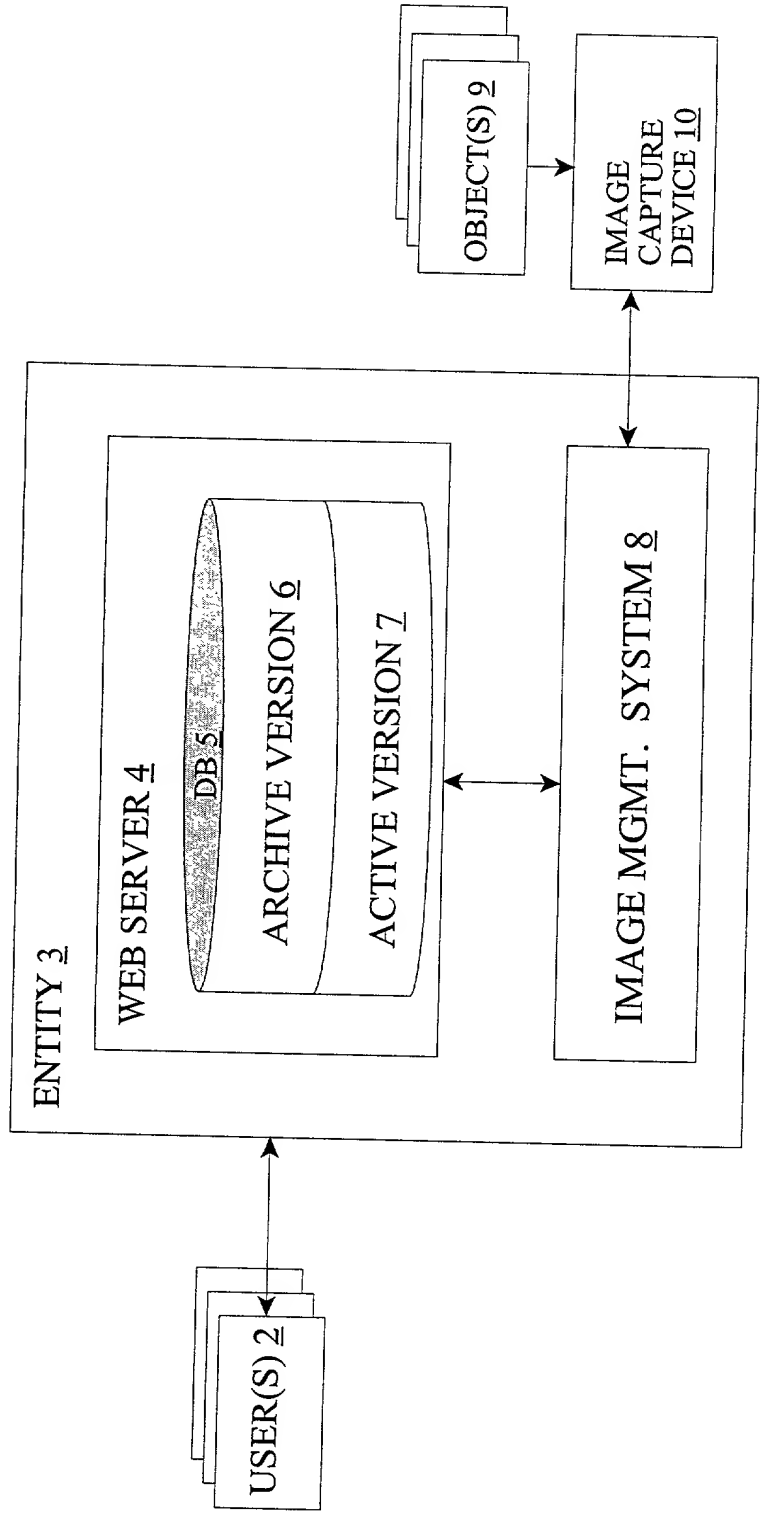 ENTITY 3
WEB SERVER 4
DB 5
ARCHIVE VERSION 6
ACTIVE VERSION 7
IMAGE MGMT. SYSTEM 8
USER(S) 2
OBJECT(S) 9
IMAGE
CAPTURE
DEVICE 10